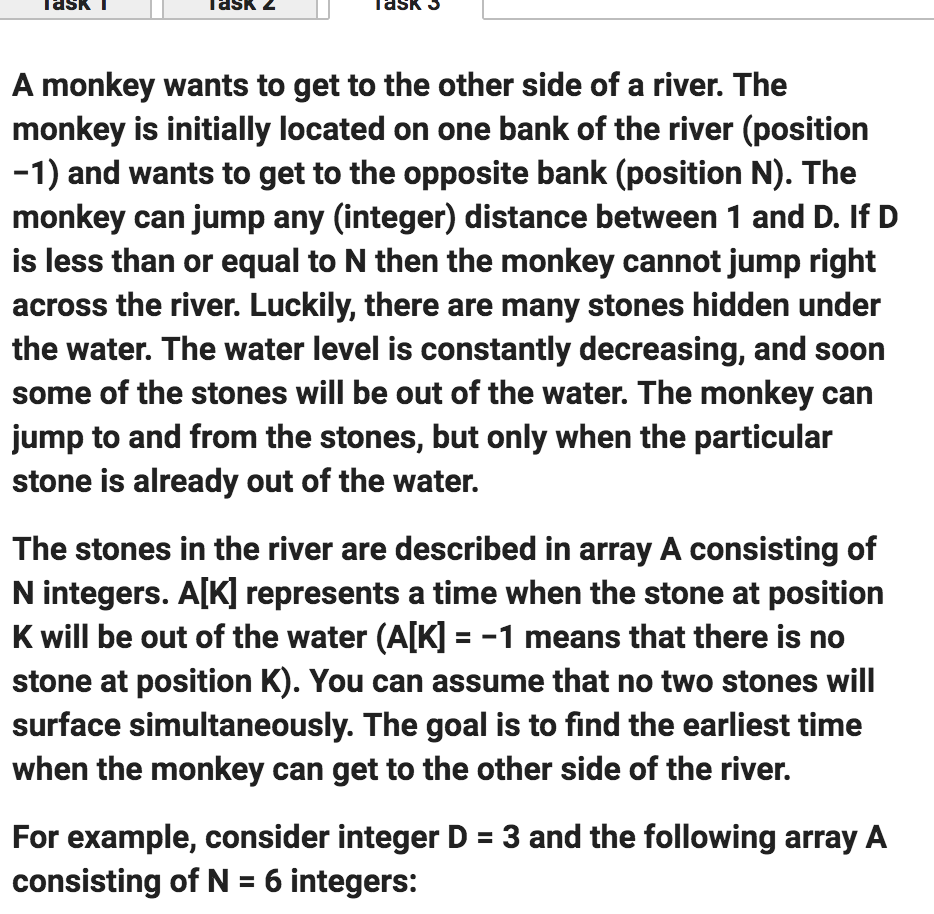 Task 1 Task 2 Task 3
A monkey wants to get to the other side of a river. The
monkey is initially located on one bank of the river (position
−1) and wants to get to the opposite bank (position N). The
monkey can jump any (integer) distance between 1 and D. If D
is less than or equal to N then the monkey cannot jump right
across the river. Luckily, there are many stones hidden under
the water. The water level is constantly decreasing, and soon
some of the stones will be out of the water. The monkey can
jump to and from the stones, but only when the particular
stone is already out of the water.
The stones in the river are described in array A consisting of
N integers. A[K] represents a time when the stone at position
K will be out of the water (A[K] = −1 means that there is no
stone at position K). You can assume that no two stones will
surface simultaneously. The goal is to find the earliest time
when the monkey can get to the other side of the river.
For example, consider integer D = 3 and the following array A
consisting of N = 6 integers: